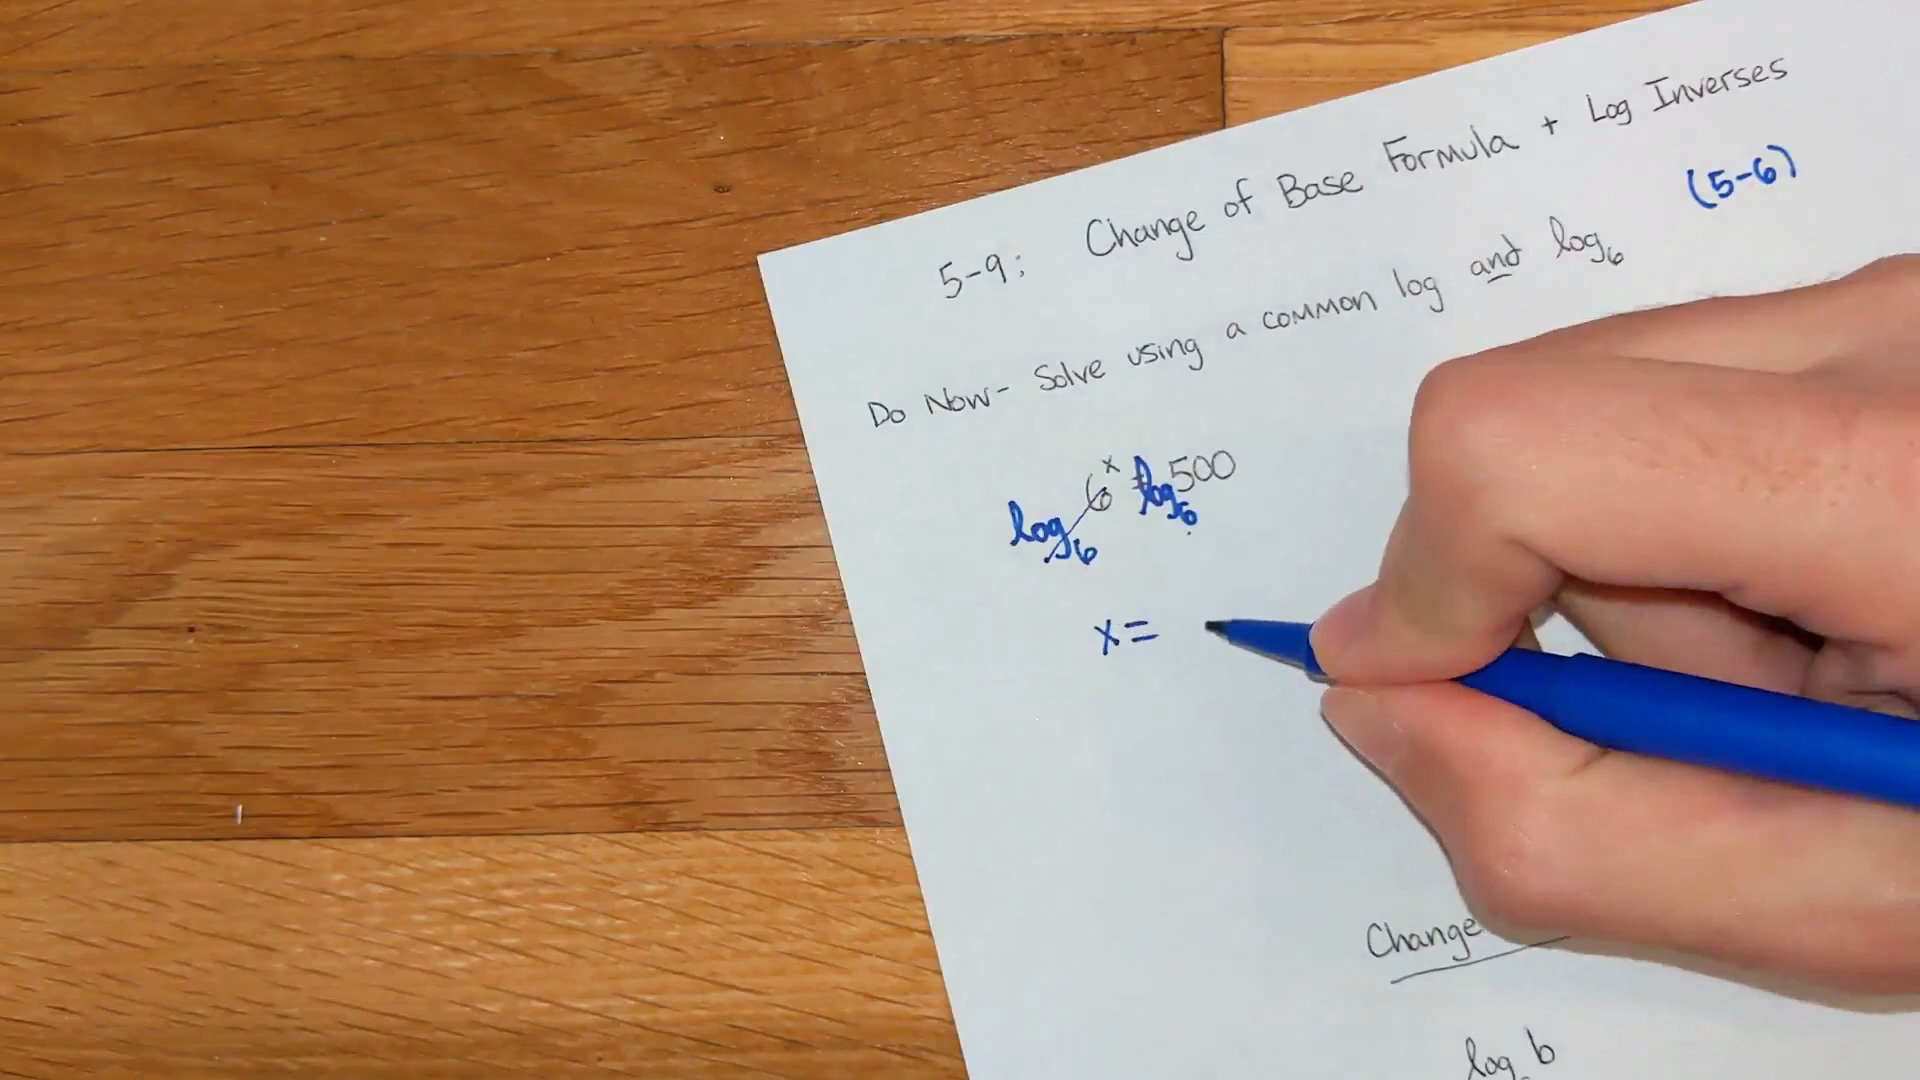 5-9: Change of Base Formula + Log Inverses
(5-6)
Do Now- Solve using a common log and log₆
log₆ 6ˣ = log₆ 500
x =
Change
log b